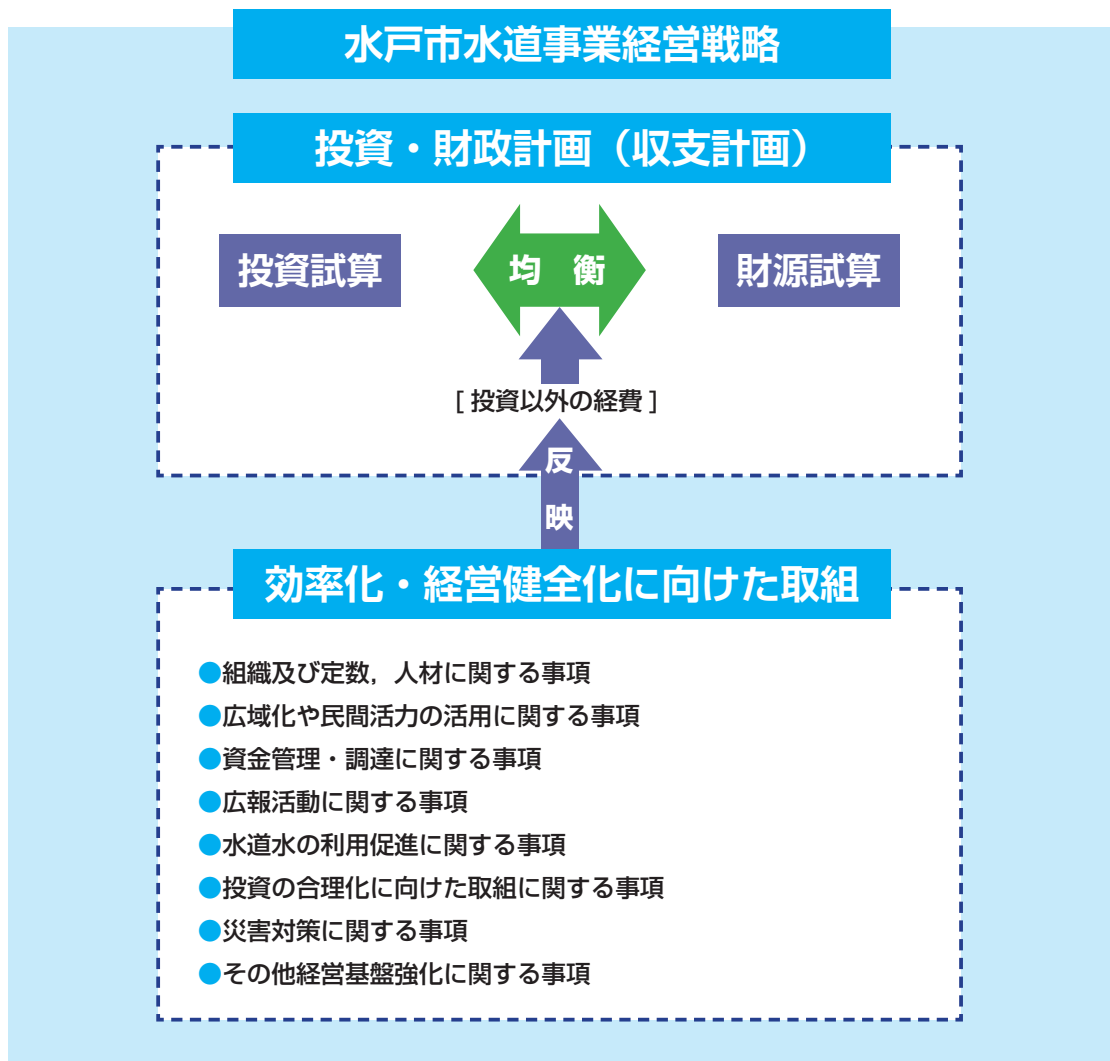 水戸市水道事業経営戦略
投資・財政計画（収支計画）
投資試算
均　衡
財源試算
[ 投資以外の経費 ]
反
映
効率化・経営健全化に向けた取組
●組織及び定数，人材に関する事項
●広域化や民間活力の活用に関する事項
●資金管理・調達に関する事項
●広報活動に関する事項
●水道水の利用促進に関する事項
●投資の合理化に向けた取組に関する事項
●災害対策に関する事項
●その他経営基盤強化に関する事項